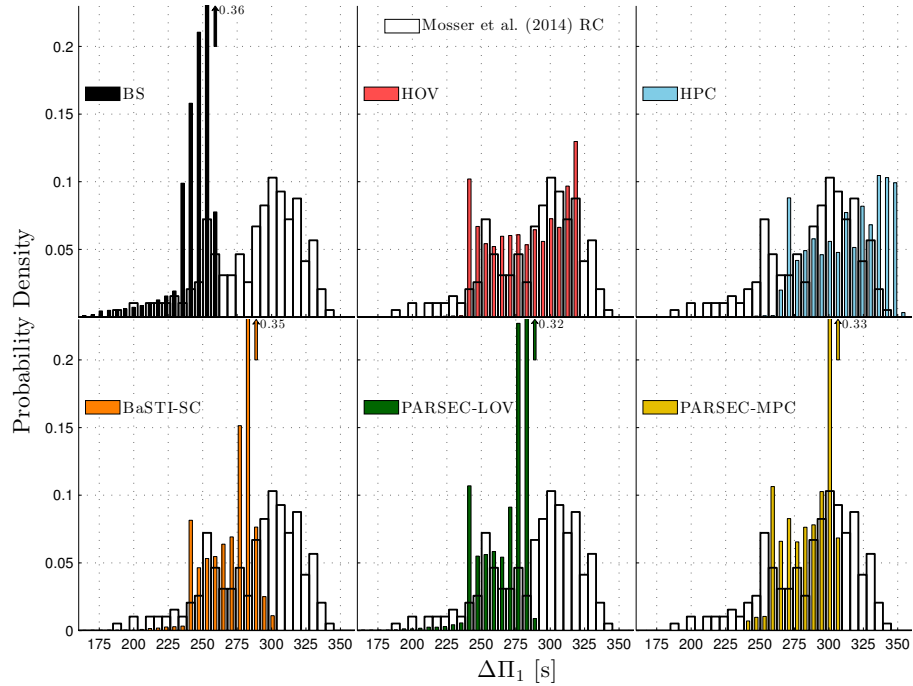 0.36
Mosser et al. (2014) RC
0.2
BS
HOV
HPC
0.15
0.1
0.05
Probability Density
0.35
0.32
0.33
0.2
BaSTI-SC
PARSEC-LOV
PARSEC-MPC
0.15
0.1
0.05
0
175 200 225 250 275 300 325 350
175 200 225 250 275 300 325 350
175 200 225 250 275 300 325 350
ΔΠ₁ [s]